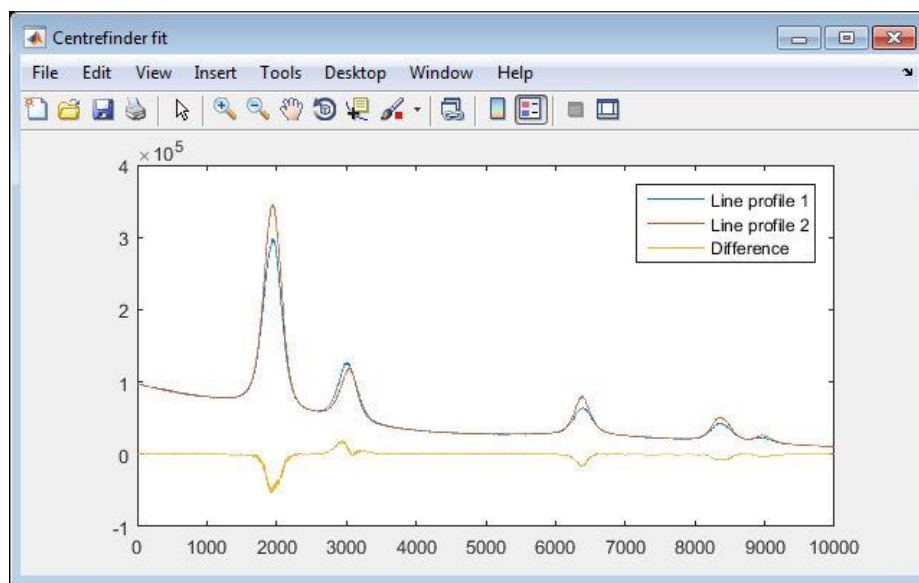 Centrefinder fit
File Edit View Insert Tools Desktop Window Help
× 10^5
4
3
2
1
0
-1
0 1000 2000 3000 4000 5000 6000 7000 8000 9000 10000
Line profile 1
Line profile 2
Difference